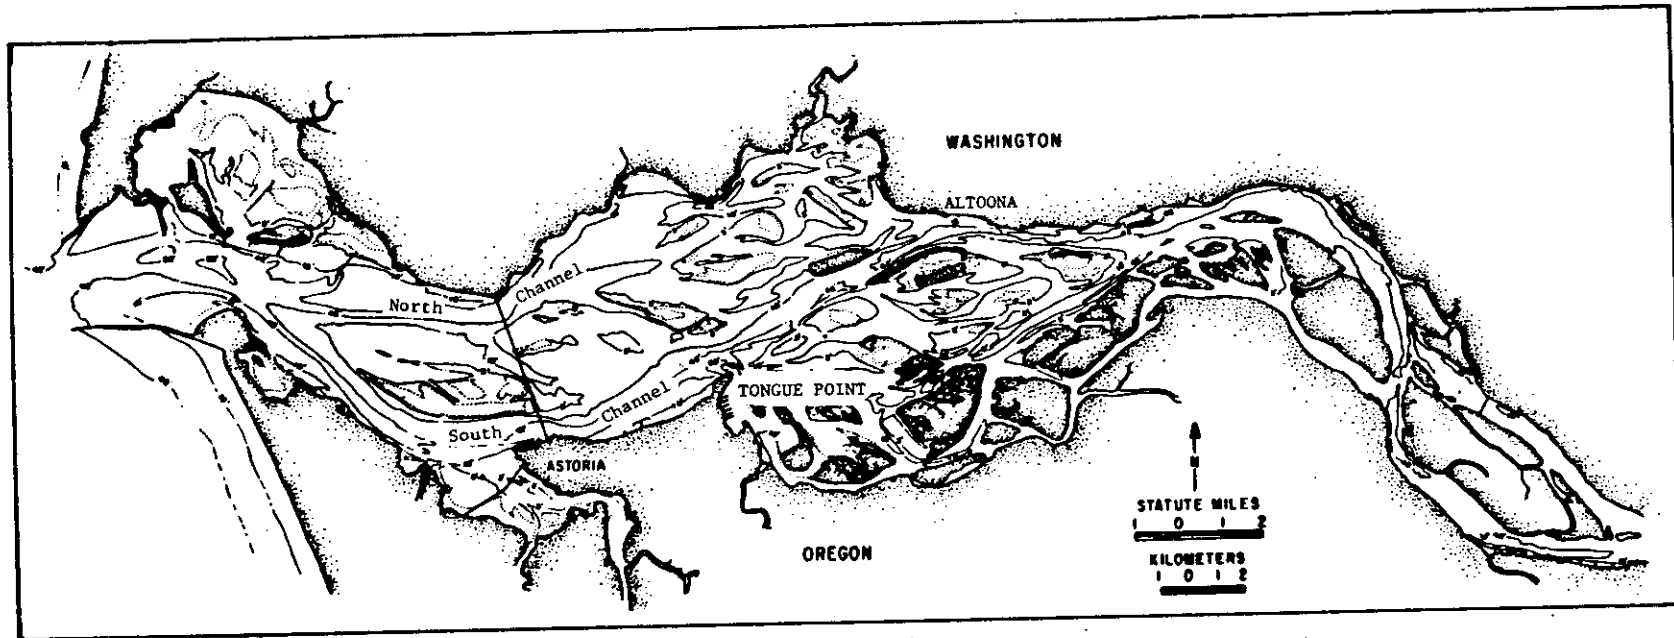 WASHINGTON
ALTOONA
North Channel
TONGUE POINT
South Channel
ASTORIA
N
STATUTE MILES
1 0 1 2
KILOMETERS
1 0 1 2
OREGON